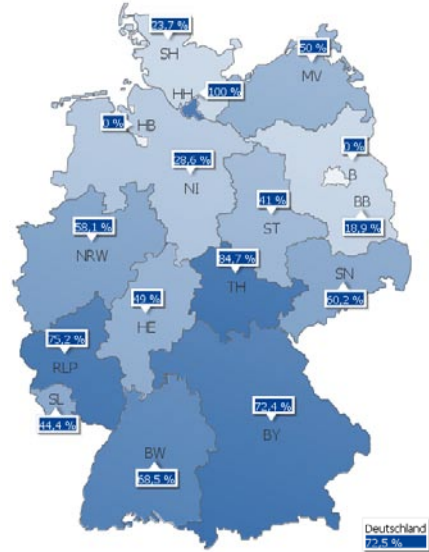 23,7 %
SH
50 %
MV
HH
100 %
0 %
HB
28,6 %
NI
0 %
B
BB
18,9 %
41 %
ST
58,1 %
NRW
84,7 %
TH
SN
60,2 %
49 %
HE
75,2 %
RLP
SL
44,4 %
72,4 %
BY
BW
68,5 %
Deutschland
72,5 %